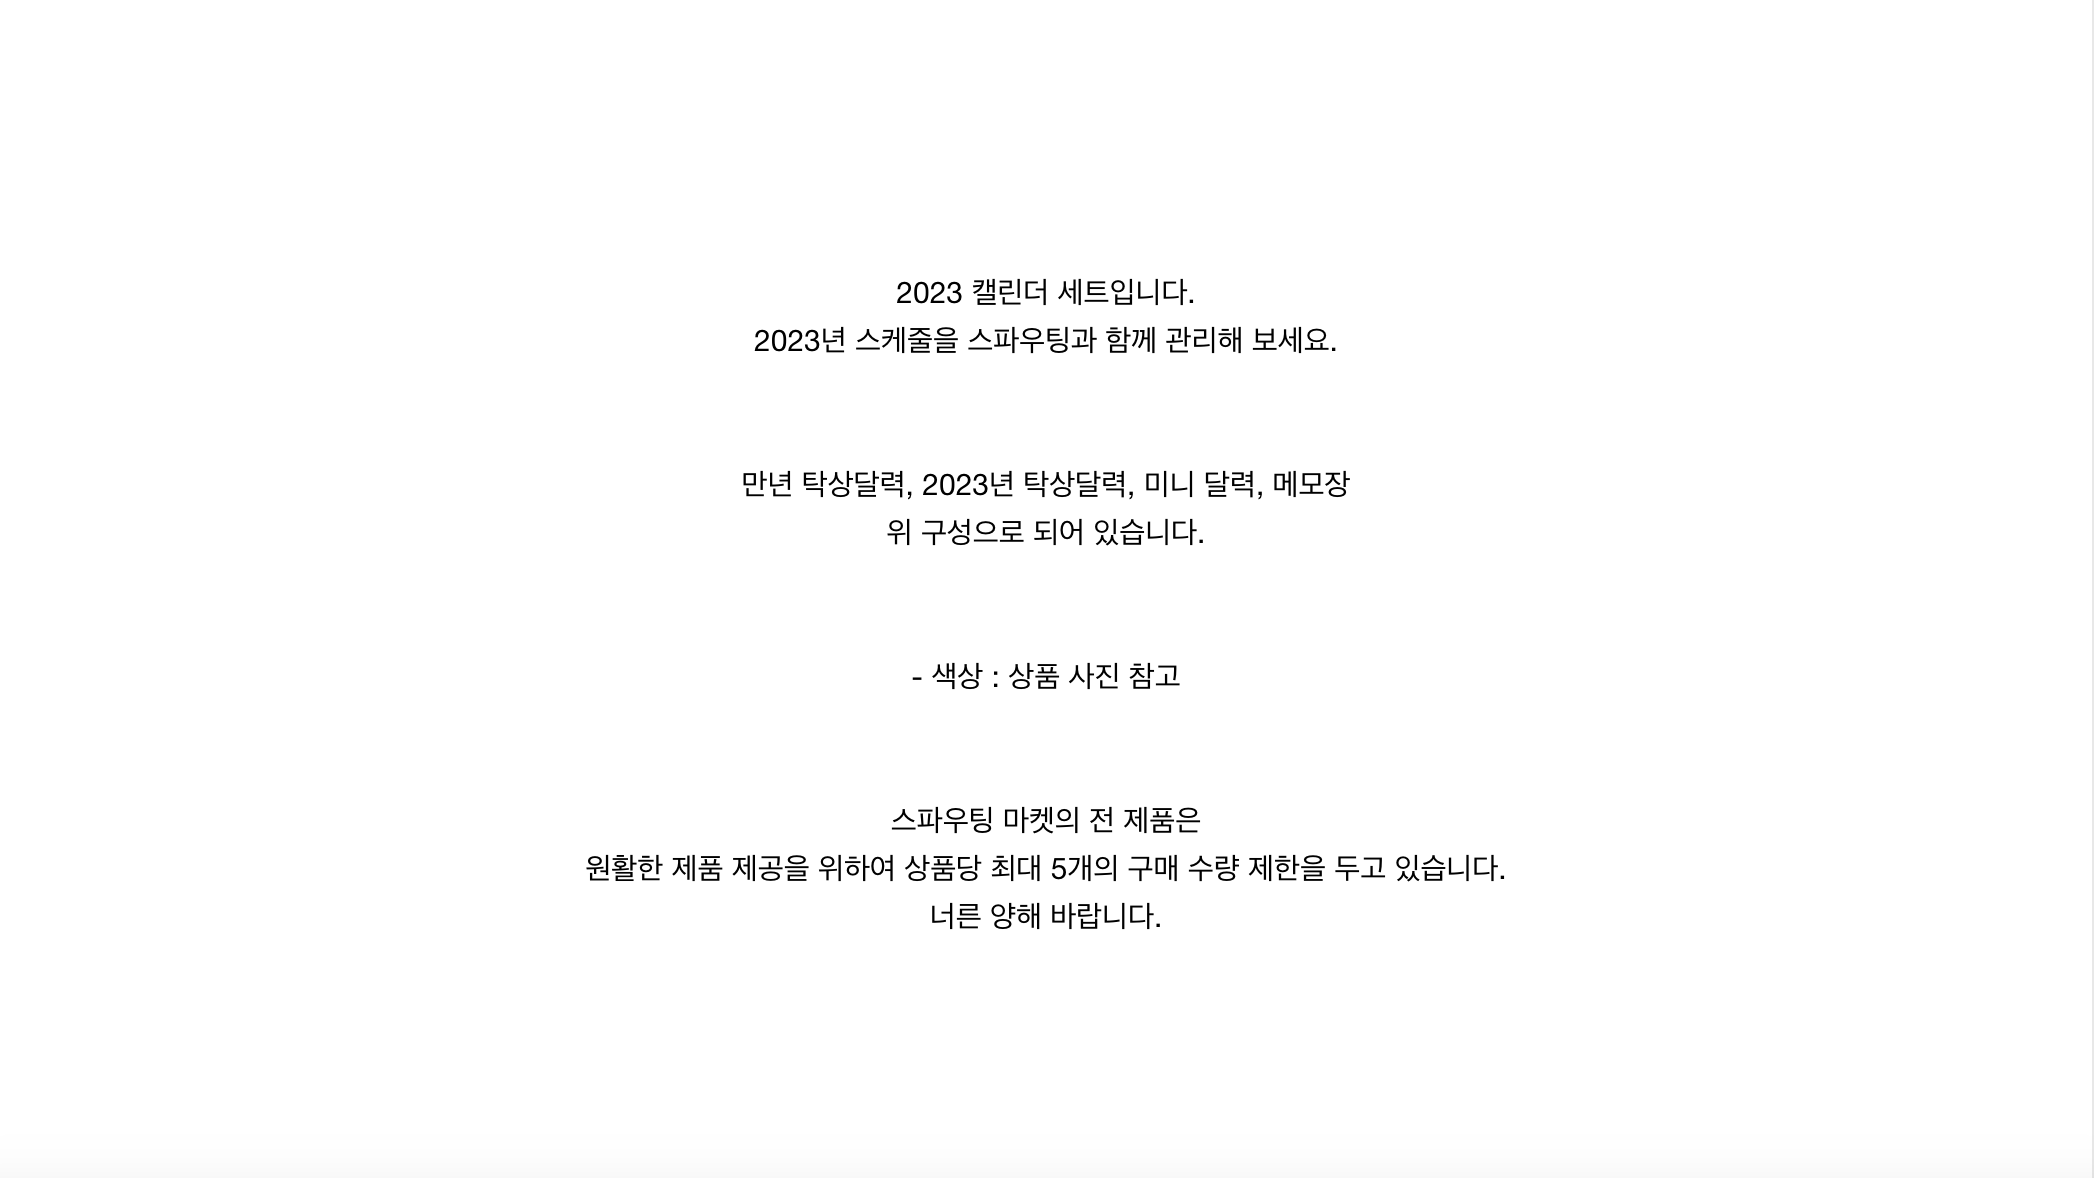 2023 캘린더 세트입니다.
2023년 스케줄을 스파우팅과 함께 관리해 보세요.
만년 탁상달력, 2023년 탁상달력, 미니 달력, 메모장
위 구성으로 되어 있습니다.
- 색상 : 상품 사진 참고
스파우팅 마켓의 전 제품은
원활한 제품 제공을 위하여 상품당 최대 5개의 구매 수량 제한을 두고 있습니다.
너른 양해 바랍니다.